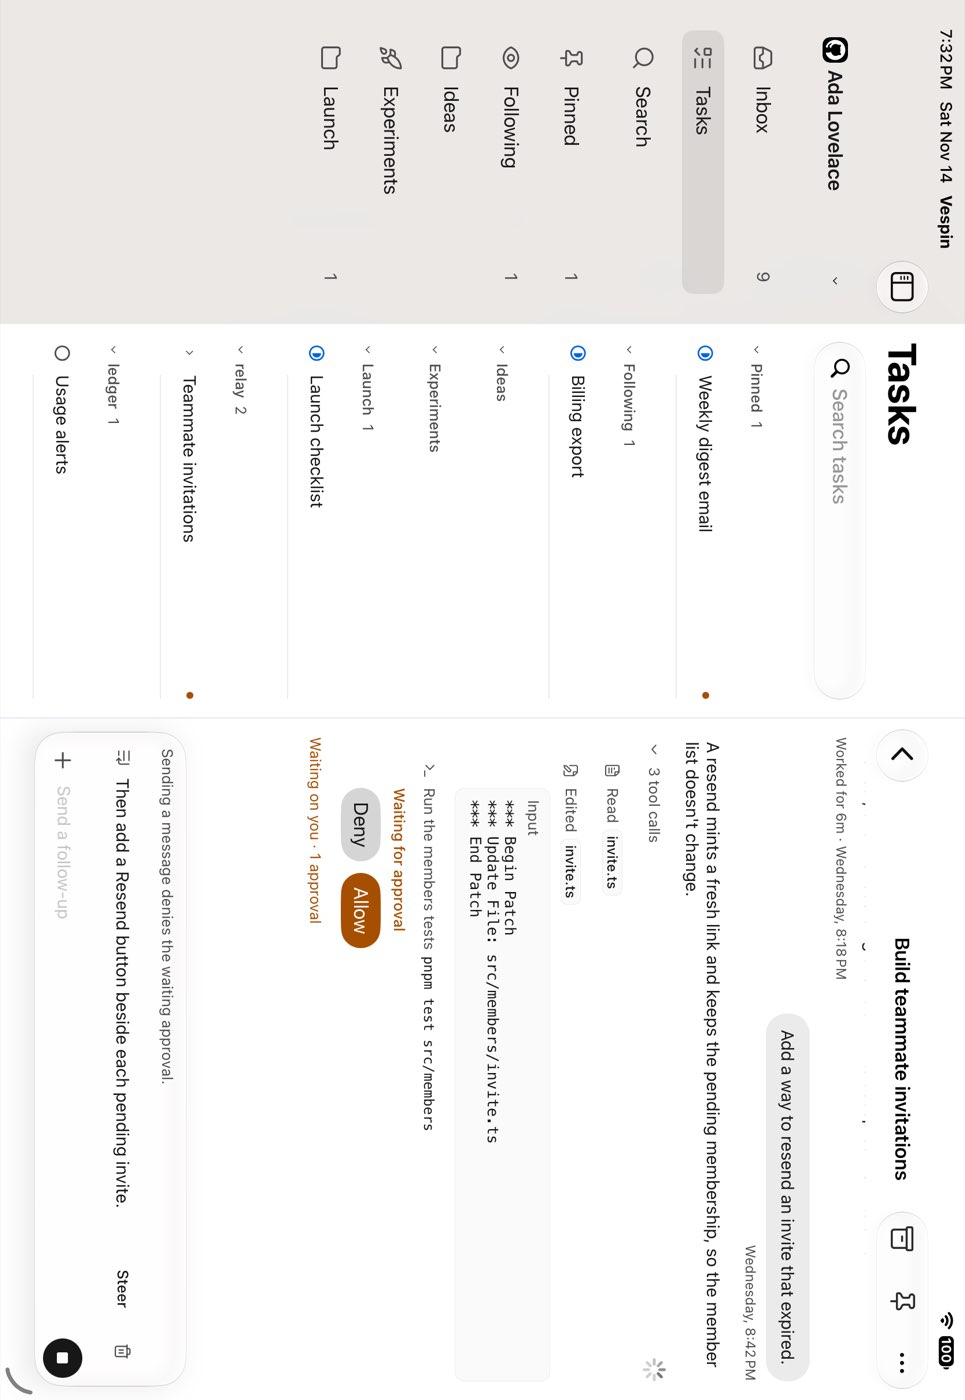 7:32 PM Sat Nov 14 Vespin
100
Ada Lovelace
Inbox 9
Tasks
Search
Pinned 1
Following 1
Ideas
Experiments
Launch 1
Tasks
Search tasks
Pinned 1
Weekly digest email
Following 1
Billing export
Ideas
Experiments
Launch 1
Launch checklist
relay 2
Teammate invitations
ledger 1
Usage alerts
Build teammate invitations
Worked for 6m · Wednesday, 8:18 PM
Add a way to resend an invite that expired.
Wednesday, 8:42 PM
A resend mints a fresh link and keeps the pending membership, so the member
list doesn't change.
3 tool calls
Read invite.ts
Edited invite.ts
Input
*** Begin Patch
*** Update File: src/members/invite.ts
*** End Patch
Run the members tests pnpm test src/members
Waiting for approval
Deny Allow
Waiting on you · 1 approval
Sending a message denies the waiting approval.
Then add a Resend button beside each pending invite. Steer
Send a follow-up